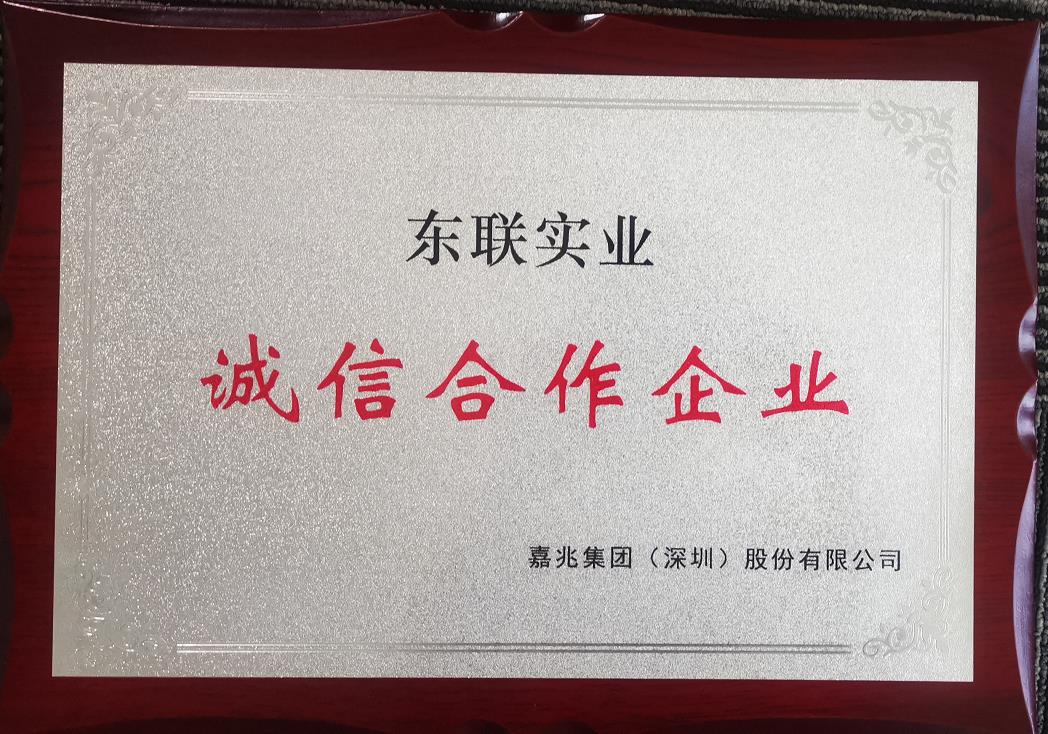 东联实业
诚信合作企业
嘉兆集团（深圳）股份有限公司